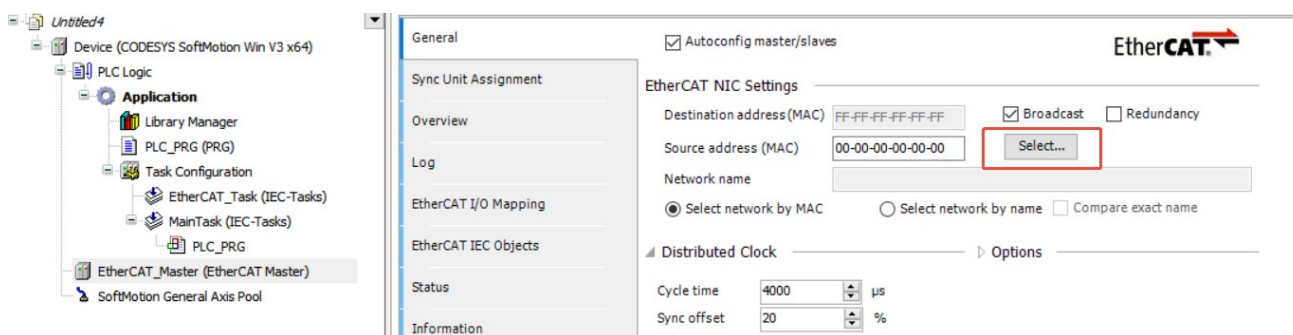 Untitled4
Device (CODESYS SoftMotion Win V3 x64)
PLC Logic
Application
Library Manager
PLC_PRG (PRG)
Task Configuration
EtherCAT_Task (IEC-Tasks)
MainTask (IEC-Tasks)
PLC_PRG
EtherCAT_Master (EtherCAT Master)
SoftMotion General Axis Pool
General
Sync Unit Assignment
Overview
Log
EtherCAT I/O Mapping
EtherCAT IEC Objects
Status
Information
Autoconfig master/slaves
EtherCAT.
EtherCAT NIC Settings
Destination address (MAC) FF-FF-FF-FF-FF-FF Broadcast Redundancy
Source address (MAC) 00-00-00-00-00-00 Select...
Network name
Select network by MAC Select network by name Compare exact name
Distributed Clock Options
Cycle time 4000 µs
Sync offset 20 %